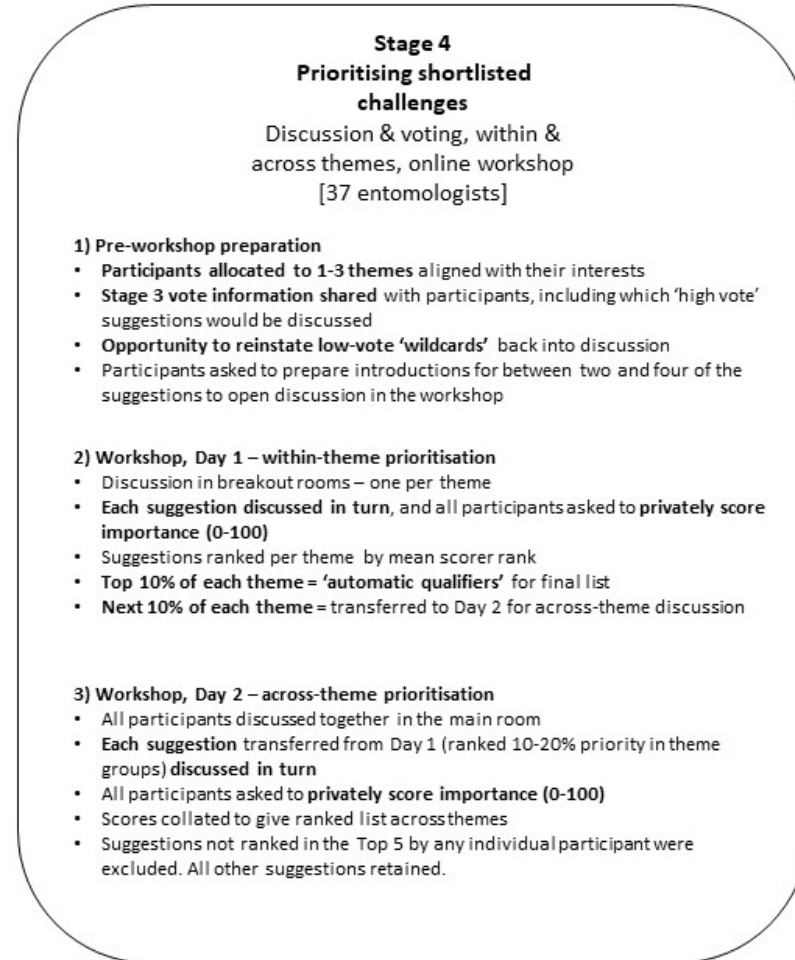 Stage 4
Prioritising shortlisted
challenges
Discussion & voting, within &
across themes, online workshop
[37 entomologists]
1) Pre-workshop preparation
• Participants allocated to 1-3 themes aligned with their interests
• Stage 3 vote information shared with participants, including which ‘high vote’
suggestions would be discussed
• Opportunity to reinstate low-vote ‘wildcards’ back into discussion
• Participants asked to prepare introductions for between two and four of the
suggestions to open discussion in the workshop
2) Workshop, Day 1 – within-theme prioritisation
• Discussion in breakout rooms – one per theme
• Each suggestion discussed in turn, and all participants asked to privately score
importance (0-100)
• Suggestions ranked per theme by mean scorer rank
• Top 10% of each theme = ‘automatic qualifiers’ for final list
• Next 10% of each theme = transferred to Day 2 for across-theme discussion
3) Workshop, Day 2 – across-theme prioritisation
• All participants discussed together in the main room
• Each suggestion transferred from Day 1 (ranked 10-20% priority in theme
groups) discussed in turn
• All participants asked to privately score importance (0-100)
• Scores collated to give ranked list across themes
• Suggestions not ranked in the Top 5 by any individual participant were
excluded. All other suggestions retained.